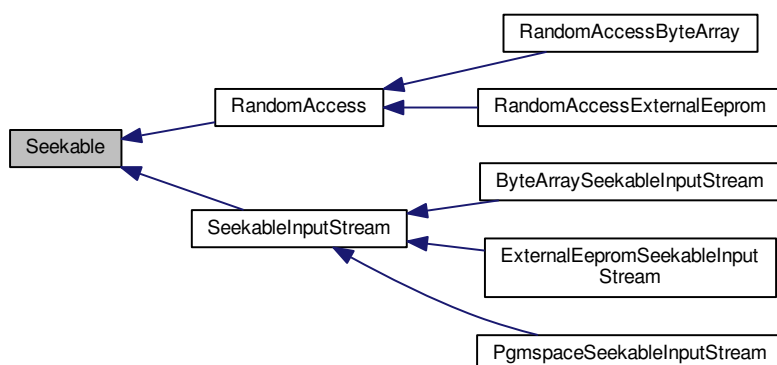 RandomAccessByteArray
RandomAccess
RandomAccessExternalEeprom
Seekable
ByteArraySeekableInputStream
SeekableInputStream
ExternalEepromSeekableInput
Stream
PgmspaceSeekableInputStream